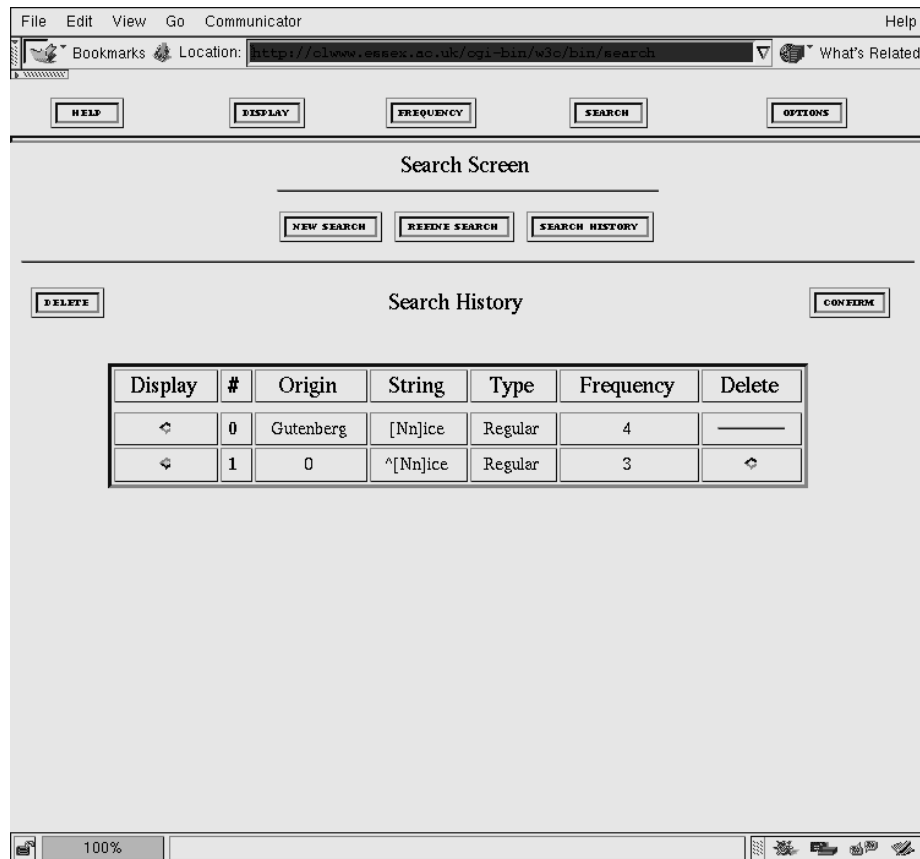 File Edit View Go Communicator Help
Bookmarks Location: http://clwww.essex.ac.uk/cgi-bin/w3c/bin/search What's Related
HELP DISPLAY FREQUENCY SEARCH OPTIONS
Search Screen
NEW SEARCH REFINE SEARCH SEARCH HISTORY
DELETE Search History CONFIRM
Display # Origin String Type Frequency Delete
0 Gutenberg [Nn]ice Regular 4
1 0 ^[Nn]ice Regular 3
100%